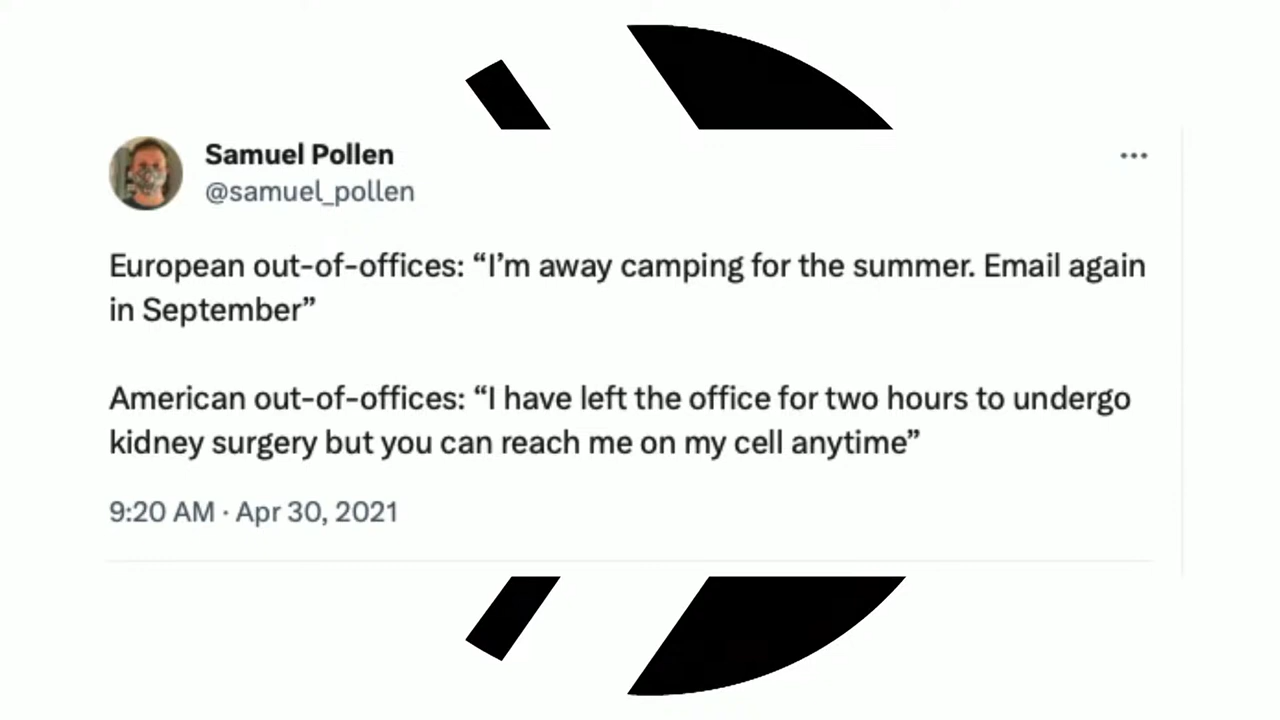 Samuel Pollen
@samuel_pollen
European out-of-offices: “I’m away camping for the summer. Email again
in September”
American out-of-offices: “I have left the office for two hours to undergo
kidney surgery but you can reach me on my cell anytime”
9:20 AM · Apr 30, 2021